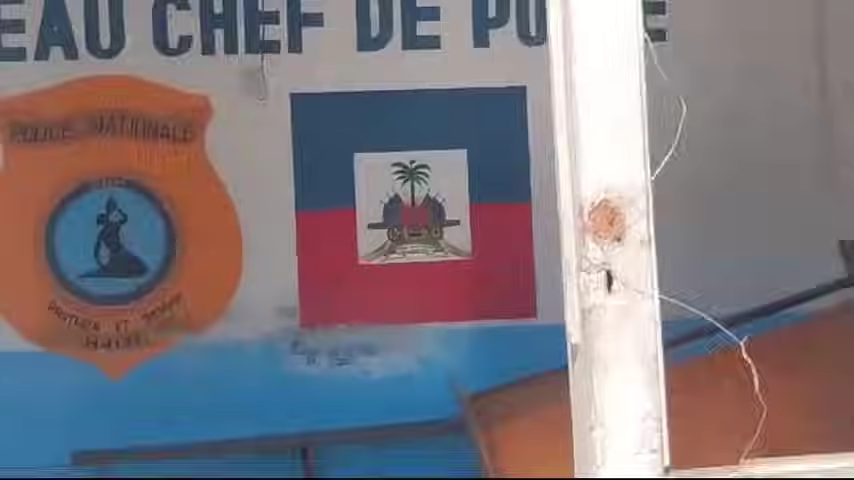 EAU CHEF DE PO E
POLICE NATIONALE
PROTEGER ET SERVIR
HAITI